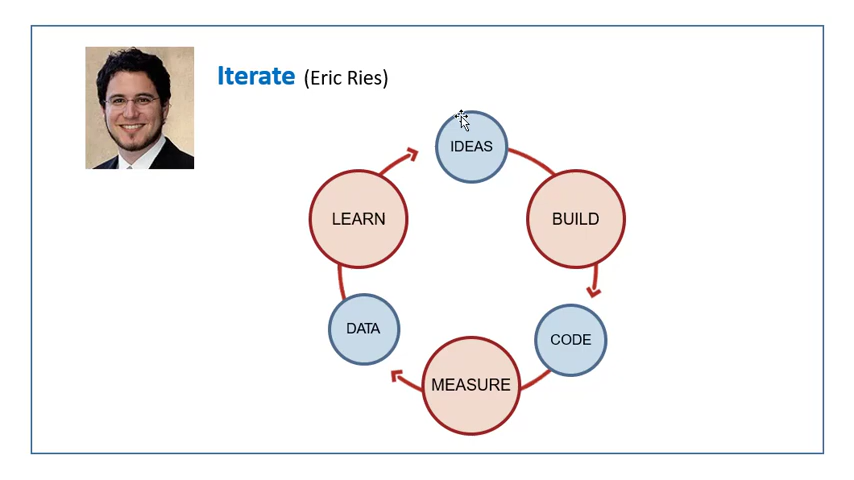 Iterate (Eric Ries)
IDEAS
LEARN
BUILD
DATA
CODE
MEASURE